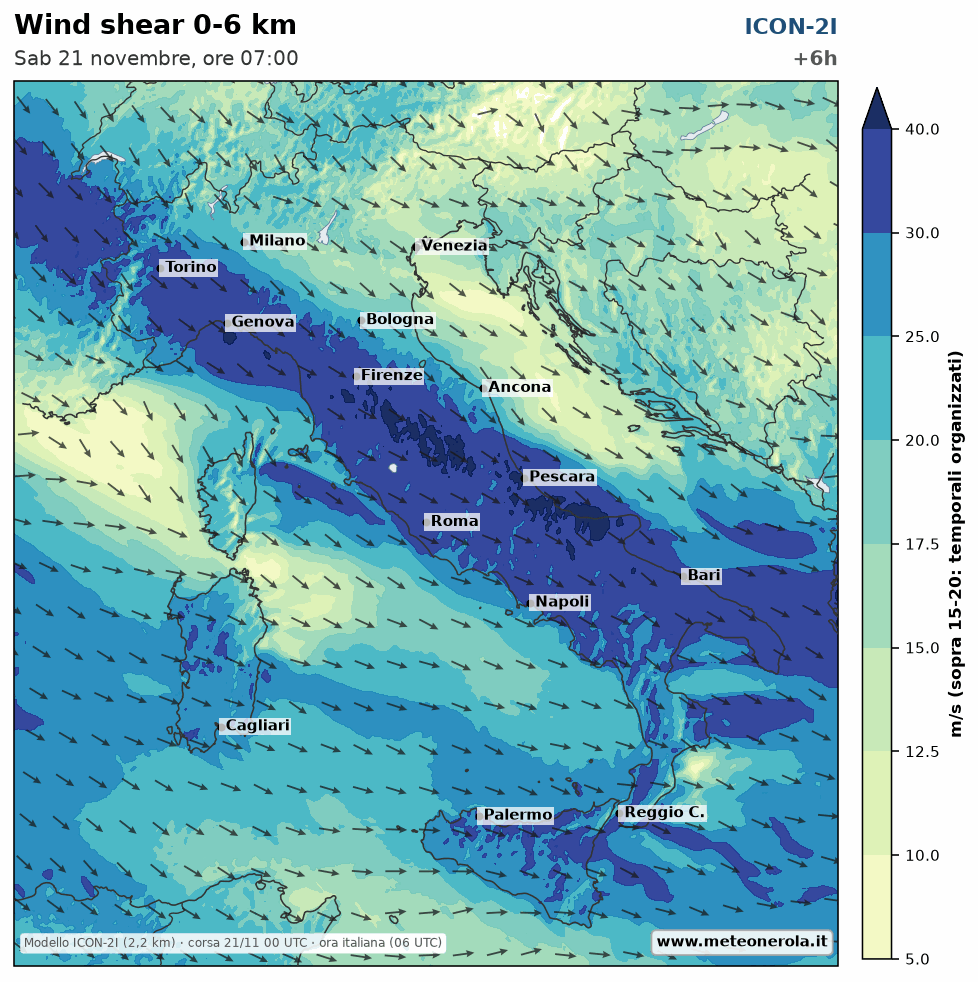 Wind shear 0-6 km
ICON-2I
Sab 21 novembre, ore 07:00
+6h
40.0
30.0
25.0
20.0
17.5
15.0
12.5
10.0
5.0
m/s (sopra 15-20: temporali organizzati)
Milano
Venezia
Torino
Genova
Bologna
Firenze
Ancona
Pescara
Roma
Bari
Napoli
Cagliari
Palermo
Reggio C.
Modello ICON-2I (2,2 km) · corsa 21/11 00 UTC · ora italiana (06 UTC)
www.meteonerola.it